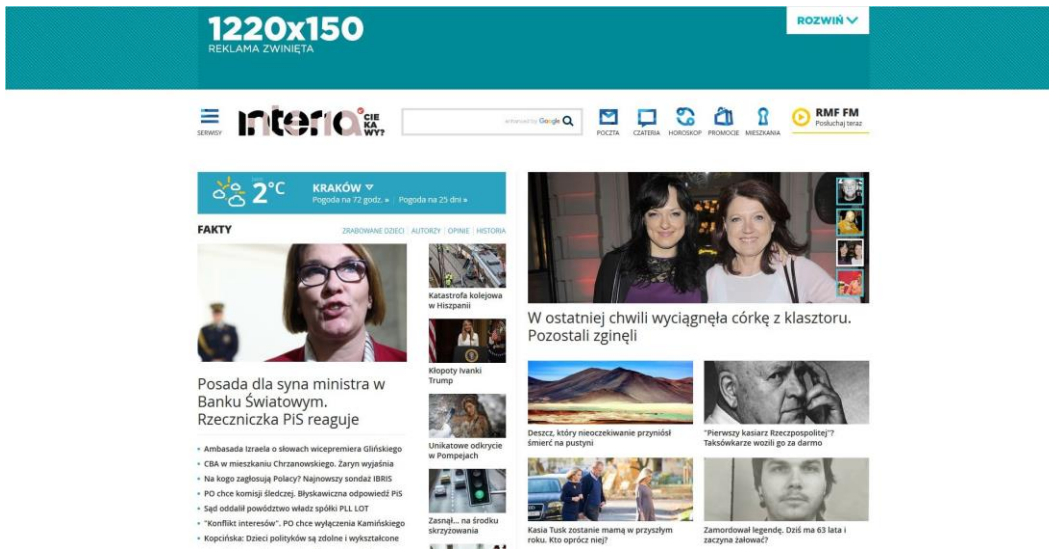 1220x150
REKLAMA ZWINIĘTA
ROZWIŃ
SERWISY
interia
CIE
KA
WY?
enhanced by Google
POCZTA
CZATERIA
HOROSKOP
PROMOCJE
MIESZKANIA
RMF FM
Posłuchaj teraz
2°C
KRAKÓW
Pogoda na 72 godz. » | Pogoda na 25 dni »
FAKTY
ZRABOWANE DZIECI | AUTORZY | OPINIE | HISTORIA
Posada dla syna ministra w
Banku Światowym.
Rzeczniczka PiS reaguje
• Ambasada Izraela o słowach wicepremiera Glińskiego
• CBA w mieszkaniu Chrzanowskiego. Żaryn wyjaśnia
• Na kogo zagłosują Polacy? Najnowszy sondaż IBRIS
• PO chce komisji śledczej. Błyskawiczna odpowiedź PiS
• Sąd oddalił powództwo władz spółki PLL LOT
• "Konflikt interesów". PO chce wyłączenia Kamińskiego
• Kopcińska: Dzieci polityków są zdolne i wykształcone
Katastrofa kolejowa
w Hiszpanii
Kłopoty Ivanki
Trump
Unikatowe odkrycie
w Pompejach
Zasnął... na środku
skrzyżowania
W ostatniej chwili wyciągnęła córkę z klasztoru.
Pozostali zginęli
Deszcz, który nieoczekiwanie przyniósł
śmierć na pustyni
"Pierwszy kasiarz Rzeczpospolitej"?
Taksówkarze wozili go za darmo
Kasia Tusk zostanie mamą w przyszłym
roku. Kto oprócz niej?
Zamordował legendę. Dziś ma 63 lata i
zaczyna żałować?